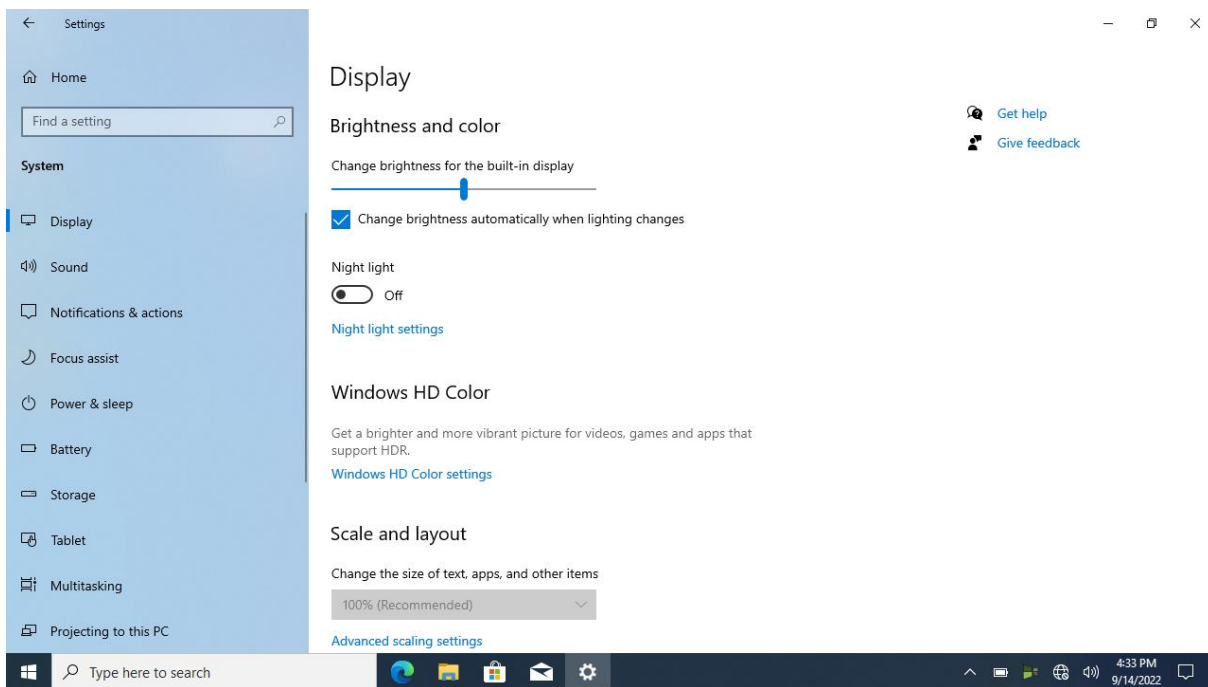 Settings
Home
Find a setting
System
Display
Sound
Notifications & actions
Focus assist
Power & sleep
Battery
Storage
Tablet
Multitasking
Projecting to this PC
Display
Brightness and color
Change brightness for the built-in display
Change brightness automatically when lighting changes
Night light
Off
Night light settings
Windows HD Color
Get a brighter and more vibrant picture for videos, games and apps that
support HDR.
Windows HD Color settings
Scale and layout
Change the size of text, apps, and other items
100% (Recommended)
Advanced scaling settings
Get help
Give feedback
Type here to search
4:33 PM
9/14/2022